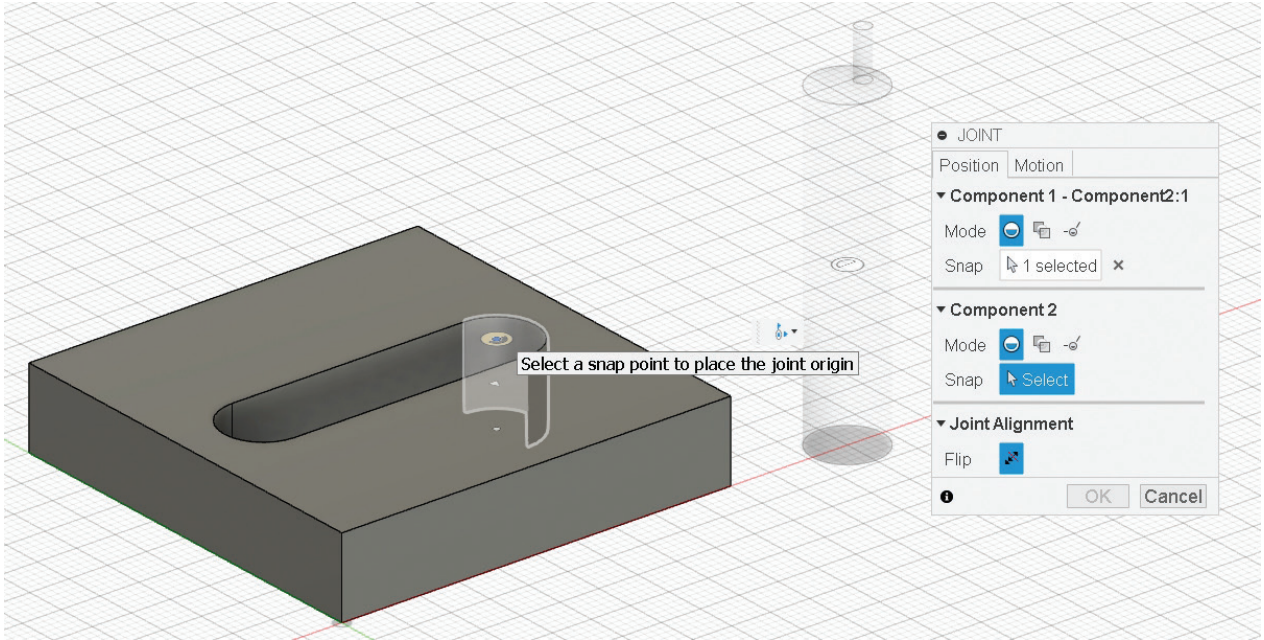 JOINT
Position Motion
Component 1 - Component2:1
Mode
Snap 1 selected ×
Component 2
Mode
Snap Select
Joint Alignment
Flip
OK Cancel
Select a snap point to place the joint origin